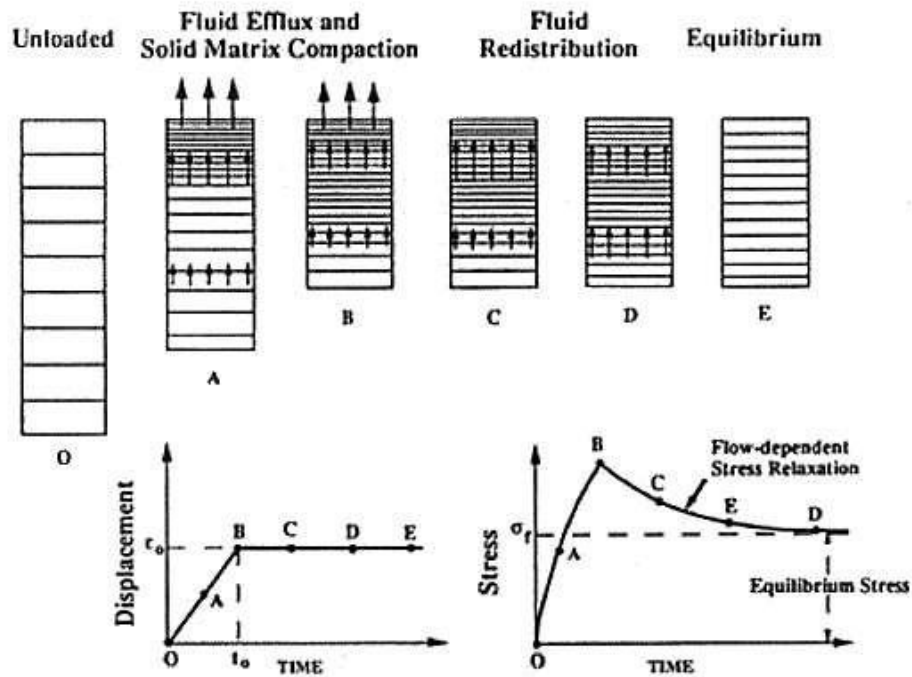 Unloaded
Fluid Efflux and
Solid Matrix Compaction
Fluid
Redistribution
Equilibrium
O
A
B
C
D
E
Displacement
ε₀
O
A
B
C
D
E
t₀
TIME
Stress
σ_f
O
A
B
C
E
D
Flow-dependent
Stress Relaxation
Equilibrium Stress
TIME